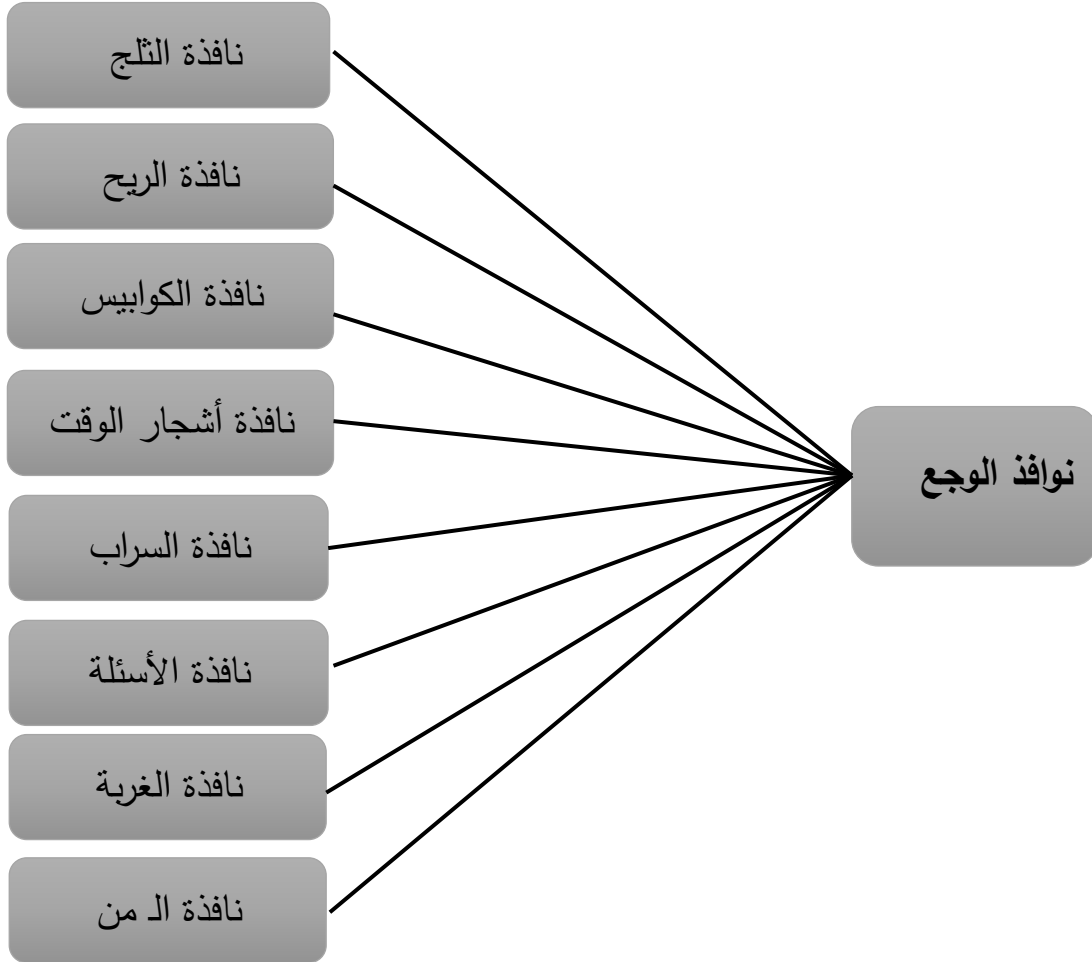 نوافذ الوجع
نافذة الثلج
نافذة الريح
نافذة الكوابيس
نافذة أشجار الوقت
نافذة السراب
نافذة الأسئلة
نافذة الغربة
نافذة الـ من